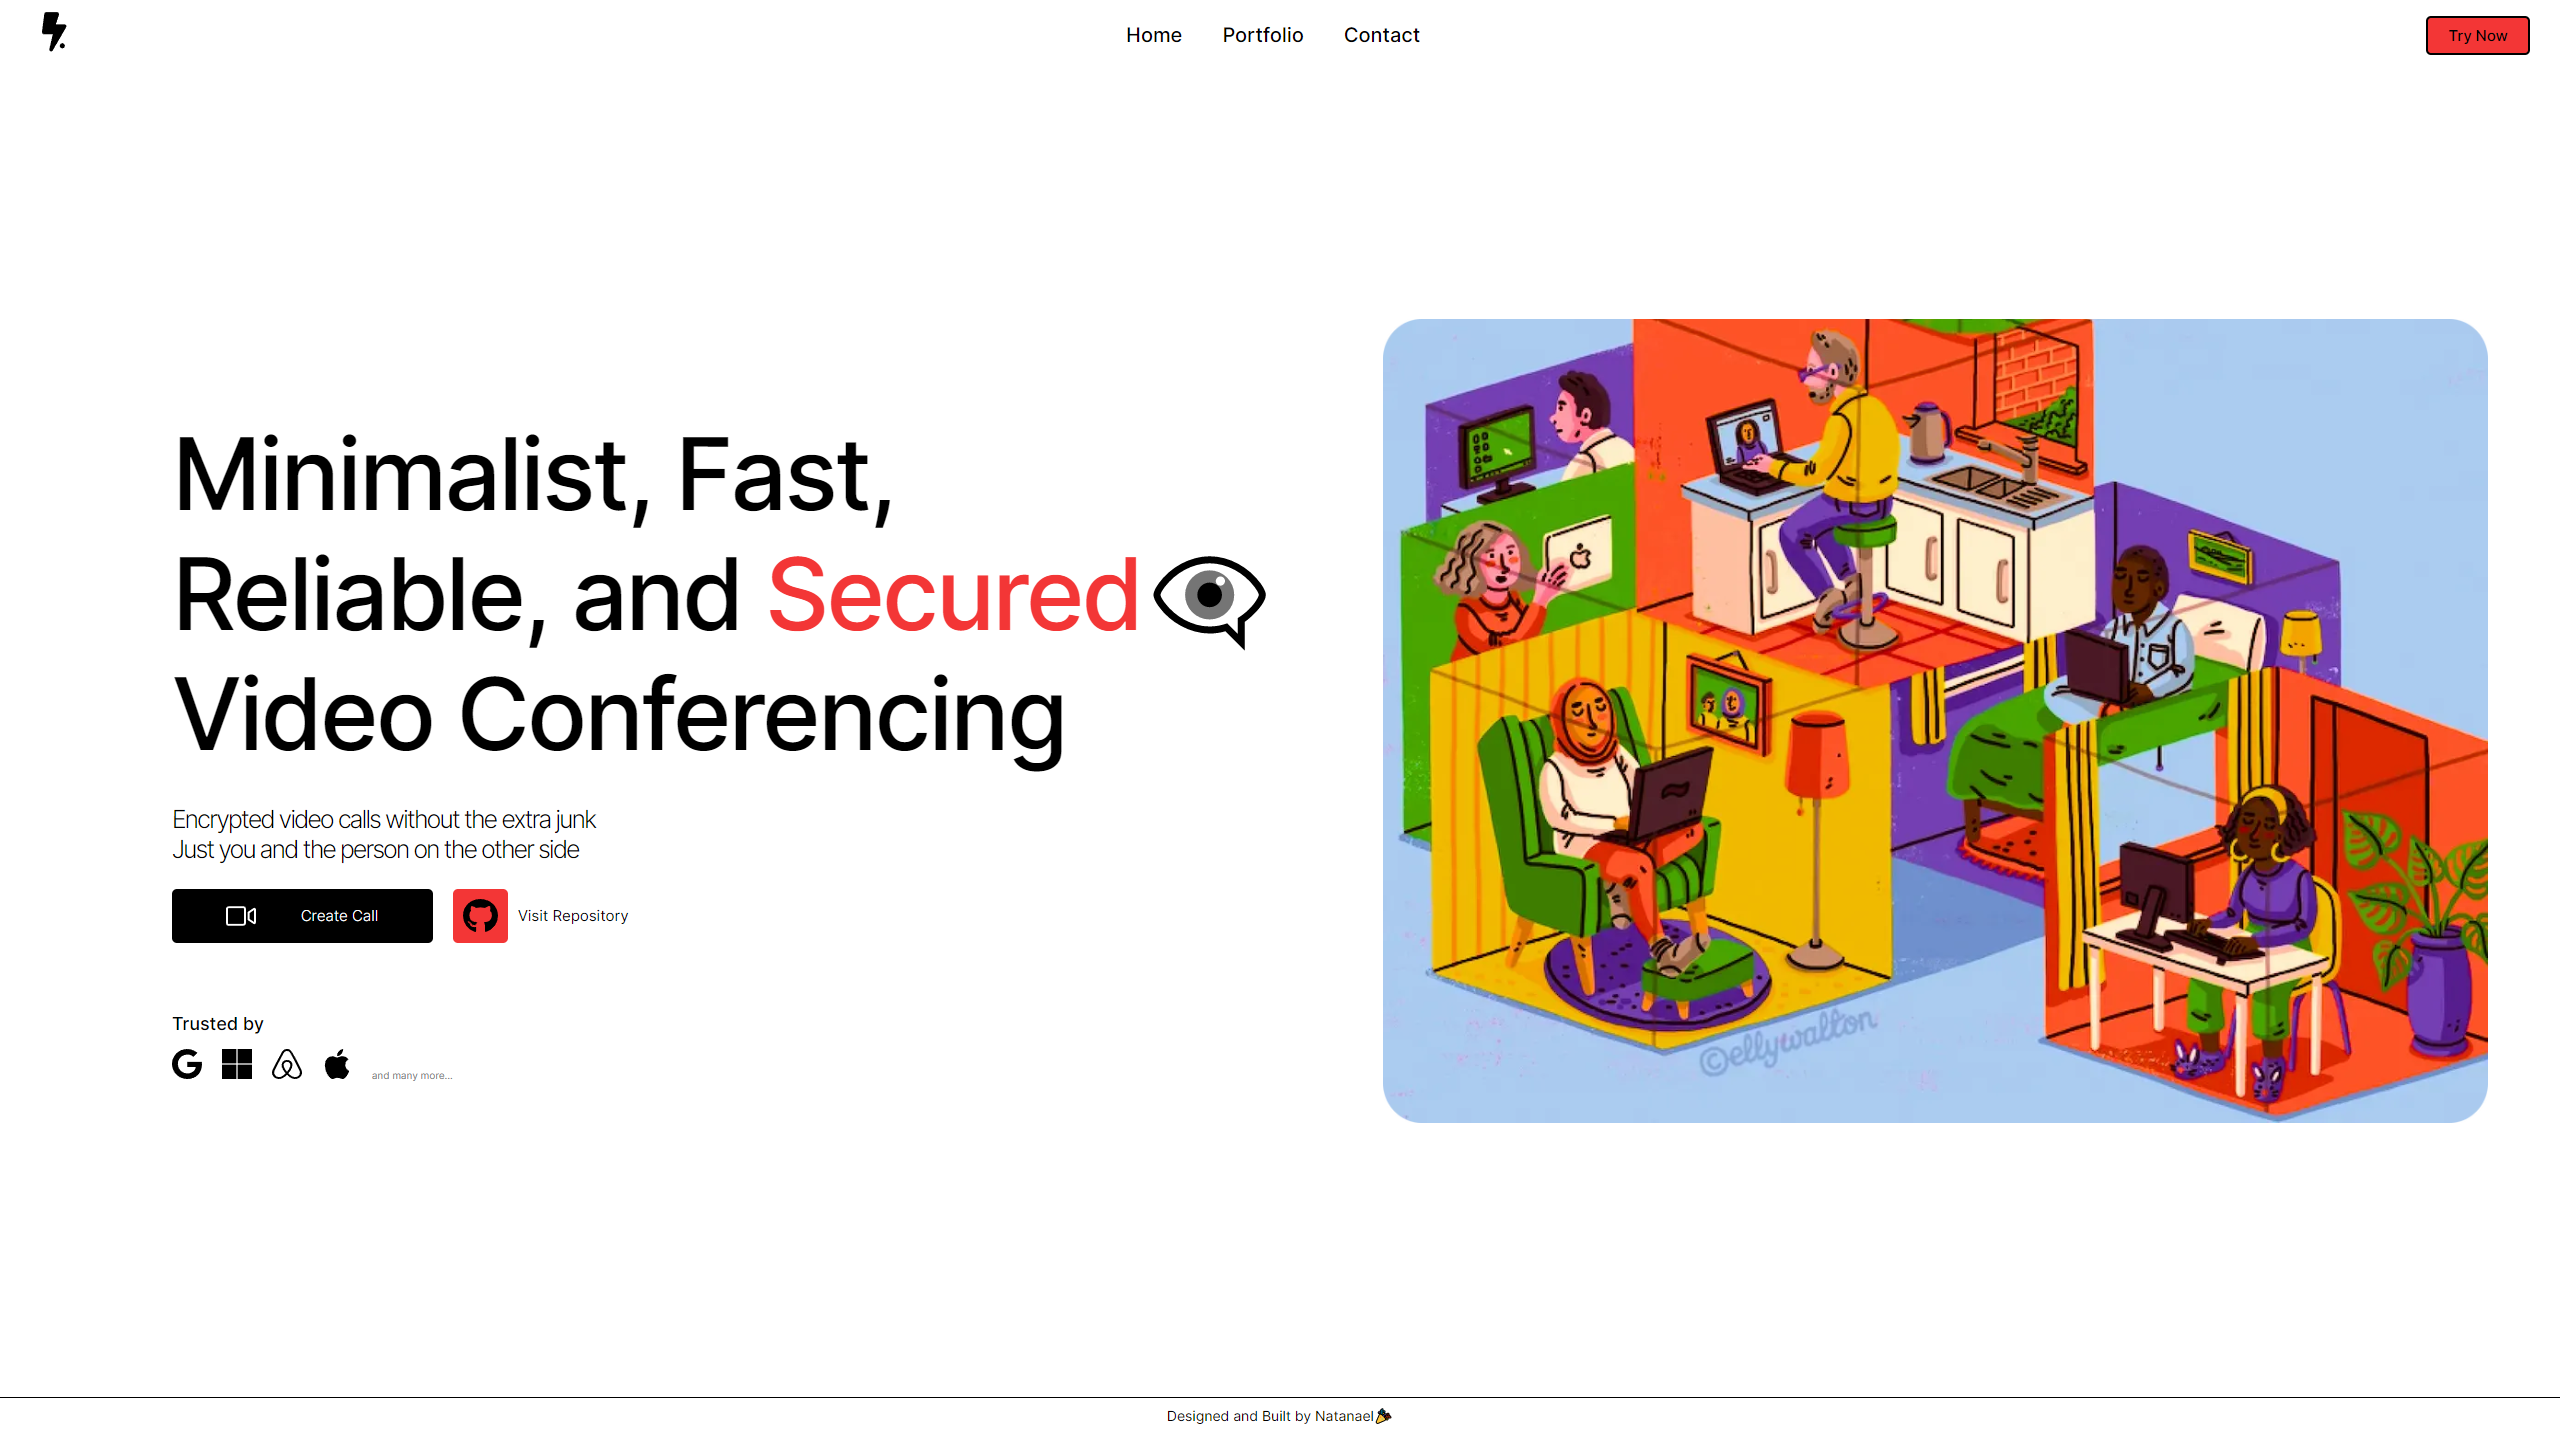 Home Portfolio Contact
Try Now
Minimalist, Fast,
Reliable, and Secured
Video Conferencing
Encrypted video calls without the extra junk
Just you and the person on the other side
Create Call
Visit Repository
Trusted by
and many more...
©ellywalton
Designed and Built by Natanael